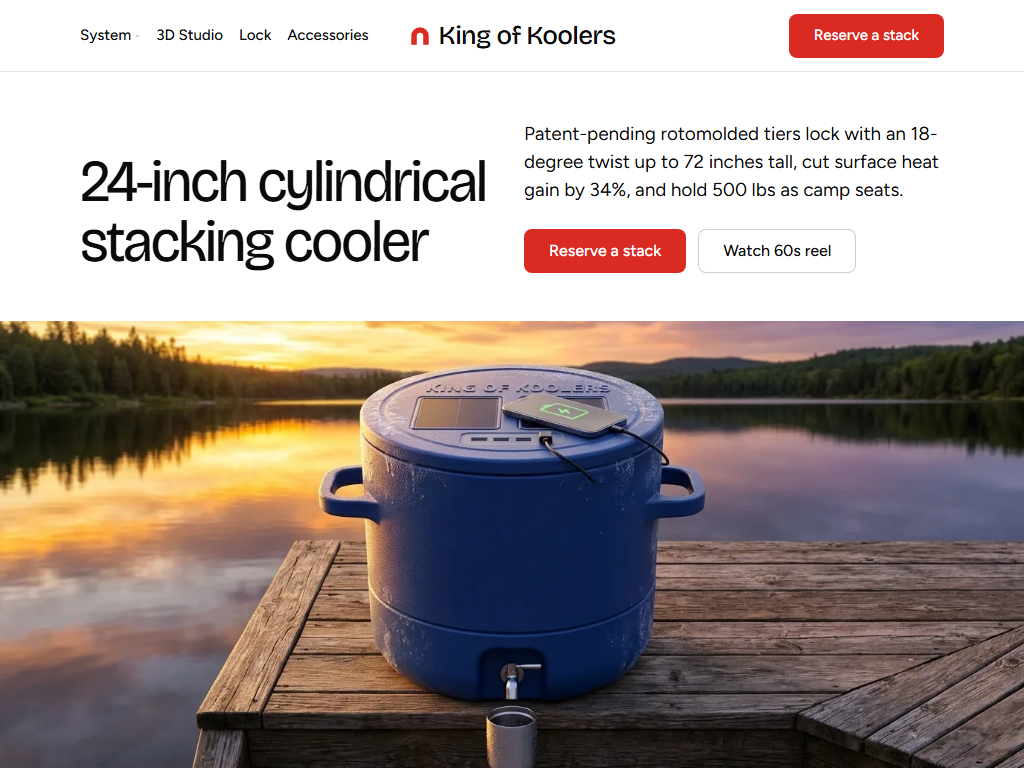 System
3D Studio
Lock
Accessories
King of Koolers
Reserve a stack
24-inch cylindrical
stacking cooler
Patent-pending rotomolded tiers lock with an 18-
degree twist up to 72 inches tall, cut surface heat
gain by 34%, and hold 500 lbs as camp seats.
Reserve a stack
Watch 60s reel
KING OF KOOLERS